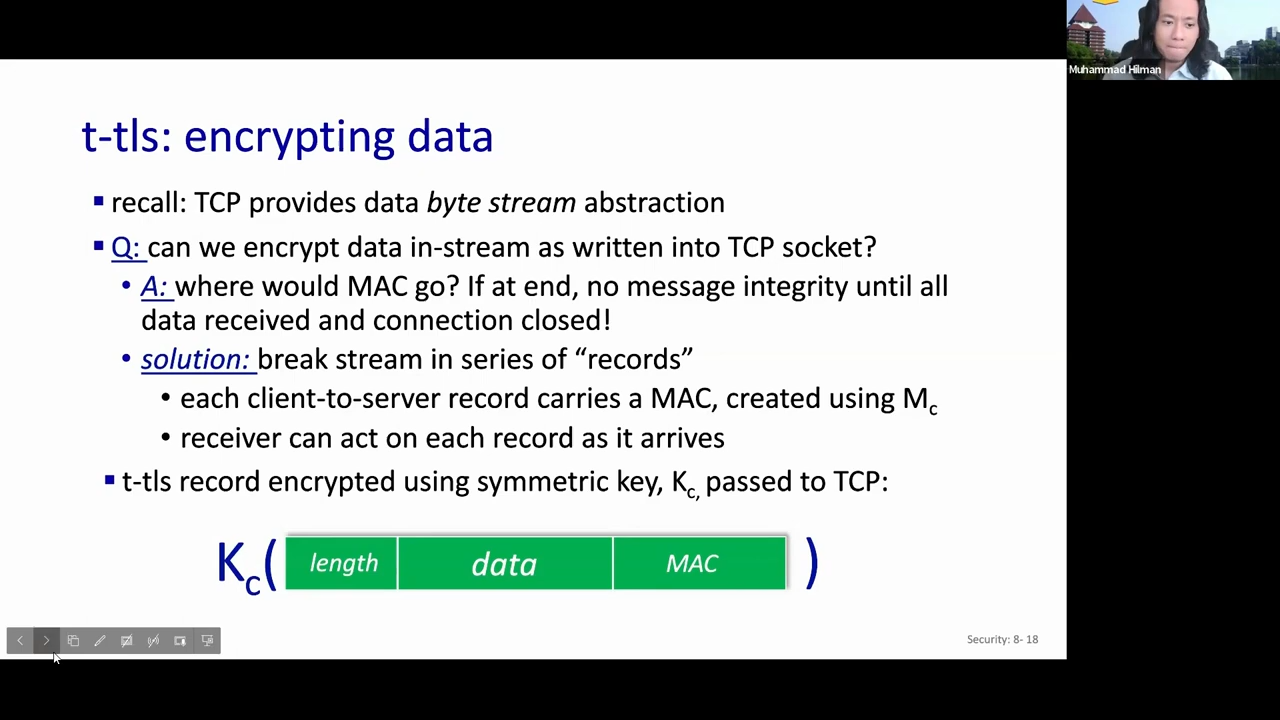 Muhammad Hilman
t-tls: encrypting data
▪ recall: TCP provides data byte stream abstraction
▪ Q: can we encrypt data in-stream as written into TCP socket?
• A: where would MAC go? If at end, no message integrity until all
data received and connection closed!
• solution: break stream in series of “records”
• each client-to-server record carries a MAC, created using Mc
• receiver can act on each record as it arrives
▪ t-tls record encrypted using symmetric key, Kc, passed to TCP:
Kc( length data MAC )
Security: 8- 18